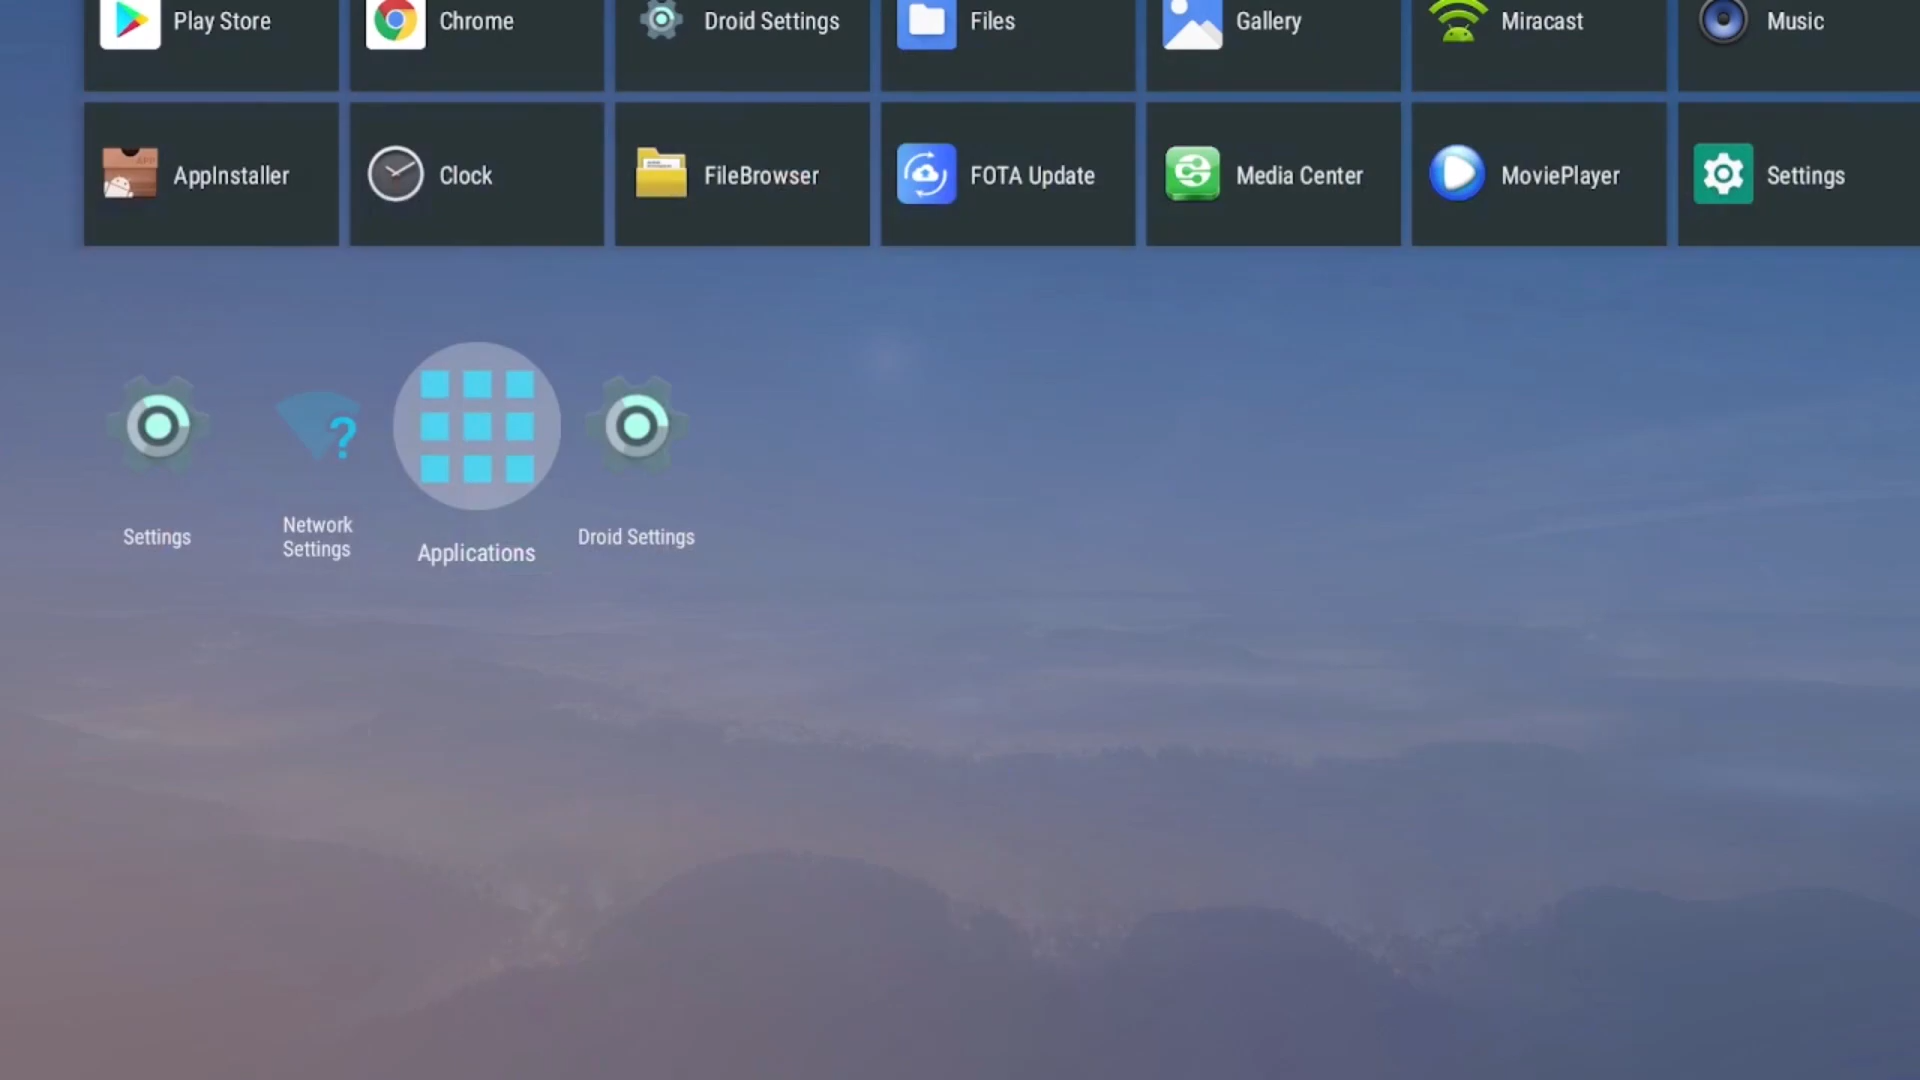 Play Store
Chrome
Droid Settings
Files
Gallery
Miracast
Music
AppInstaller
Clock
FileBrowser
FOTA Update
Media Center
MoviePlayer
Settings
Settings
Network
Settings
Applications
Droid Settings